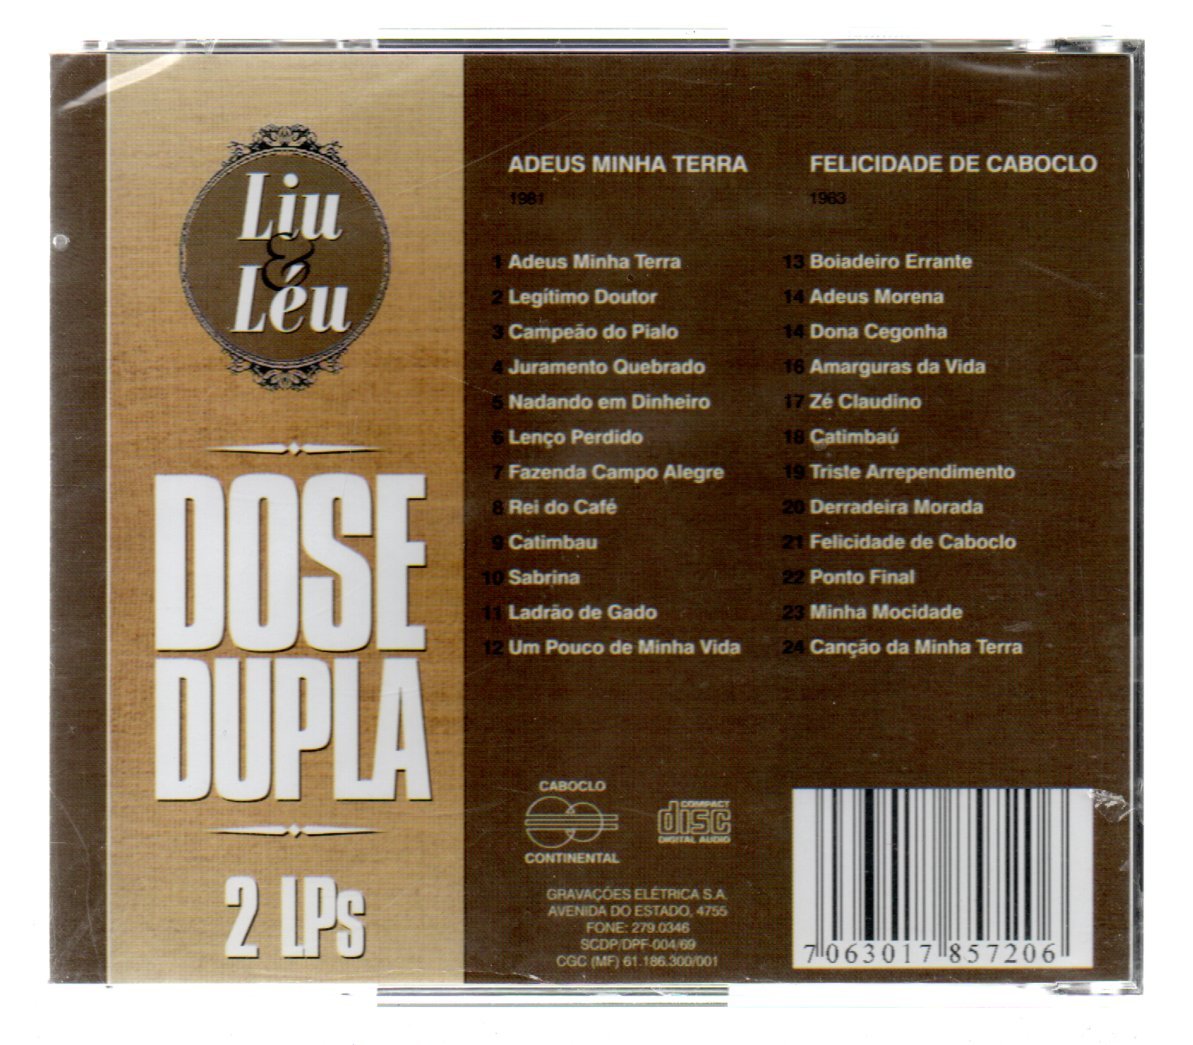 Liu
&
Léu
DOSE
DUPLA
2 LPs
ADEUS MINHA TERRA
1981
1 Adeus Minha Terra
2 Legítimo Doutor
3 Campeão do Pialo
4 Juramento Quebrado
5 Nadando em Dinheiro
6 Lenço Perdido
7 Fazenda Campo Alegre
8 Rei do Café
9 Catimbau
10 Sabrina
11 Ladrão de Gado
12 Um Pouco de Minha Vida
FELICIDADE DE CABOCLO
1963
13 Boiadeiro Errante
14 Adeus Morena
14 Dona Cegonha
16 Amarguras da Vida
17 Zé Claudino
18 Catimbaú
19 Triste Arrependimento
20 Derradeira Morada
21 Felicidade de Caboclo
22 Ponto Final
23 Minha Mocidade
24 Canção da Minha Terra
CABOCLO
CONTINENTAL
COMPACT
disc
DIGITAL AUDIO
GRAVAÇÕES ELÉTRICA S.A.
AVENIDA DO ESTADO, 4755
FONE: 279.0346
SCDP/DPF-004/69
CGC (MF) 61.186.300/001
7 063017 857206